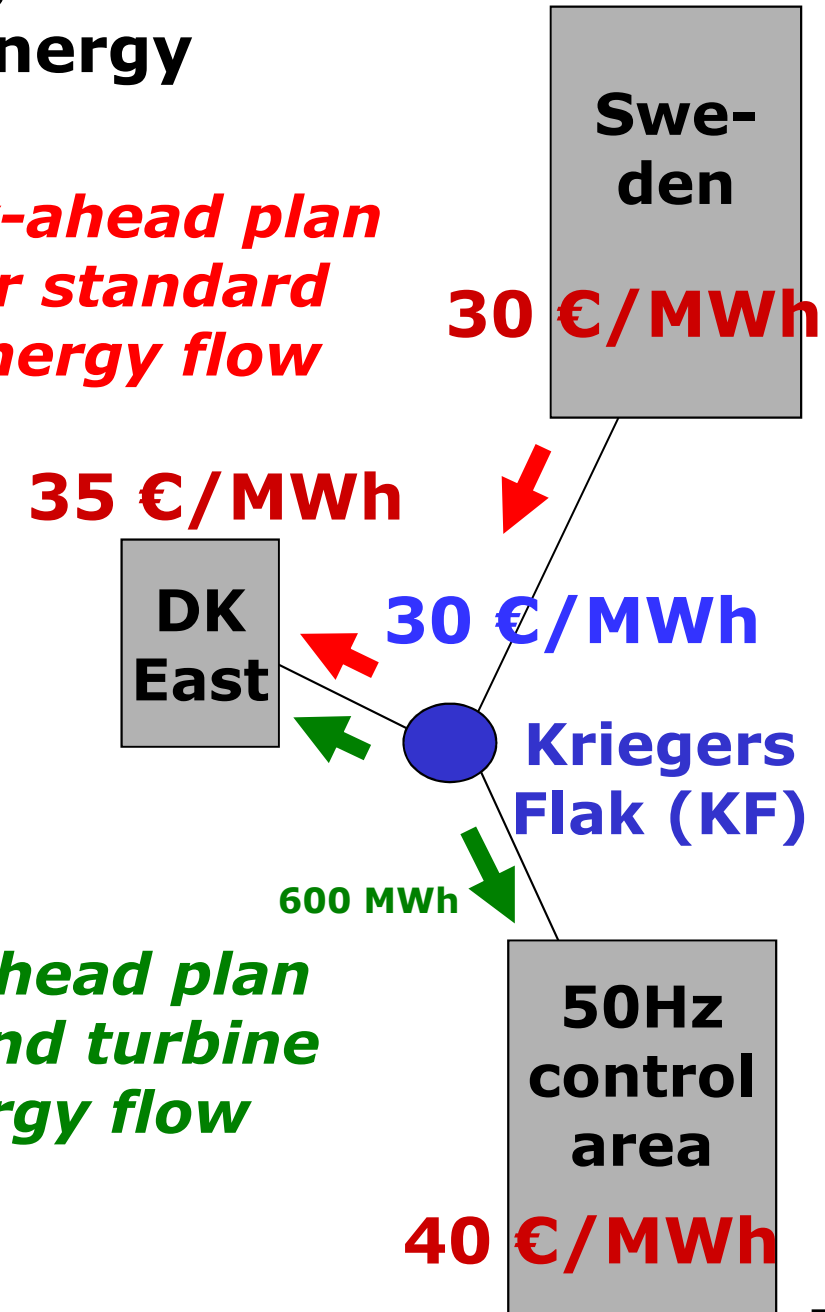 nergy
Swe-
den
-ahead plan
r standard
nergy flow
30 €/MWh
35 €/MWh
DK
East
30 €/MWh
Kriegers
Flak (KF)
600 MWh
head plan
nd turbine
rgy flow
50Hz
control
area
40 €/MWh